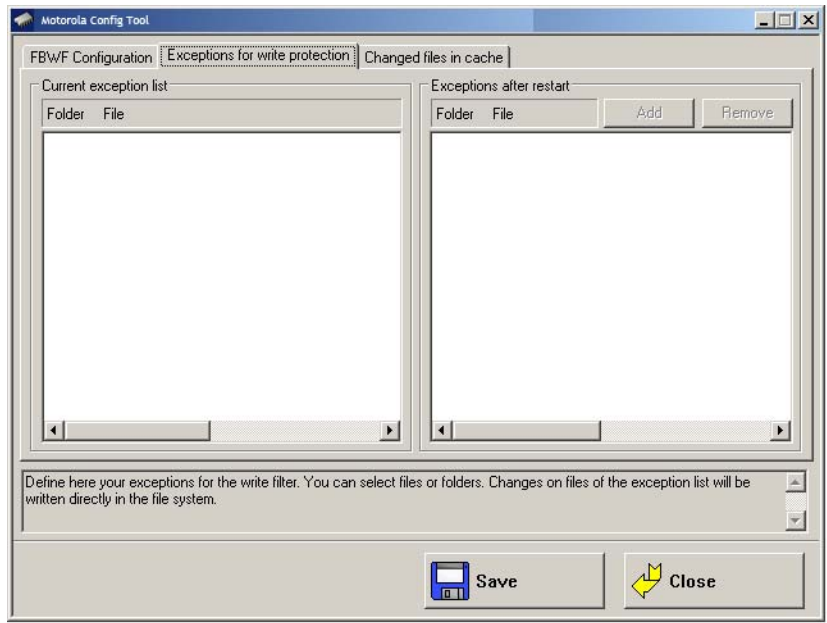 Motorola Config Tool
FBWF Configuration Exceptions for write protection Changed files in cache
Current exception list Exceptions after restart
Folder File Folder File Add Remove
Define here your exceptions for the write filter. You can select files or folders. Changes on files of the exception list will be
written directly in the file system.
Save Close